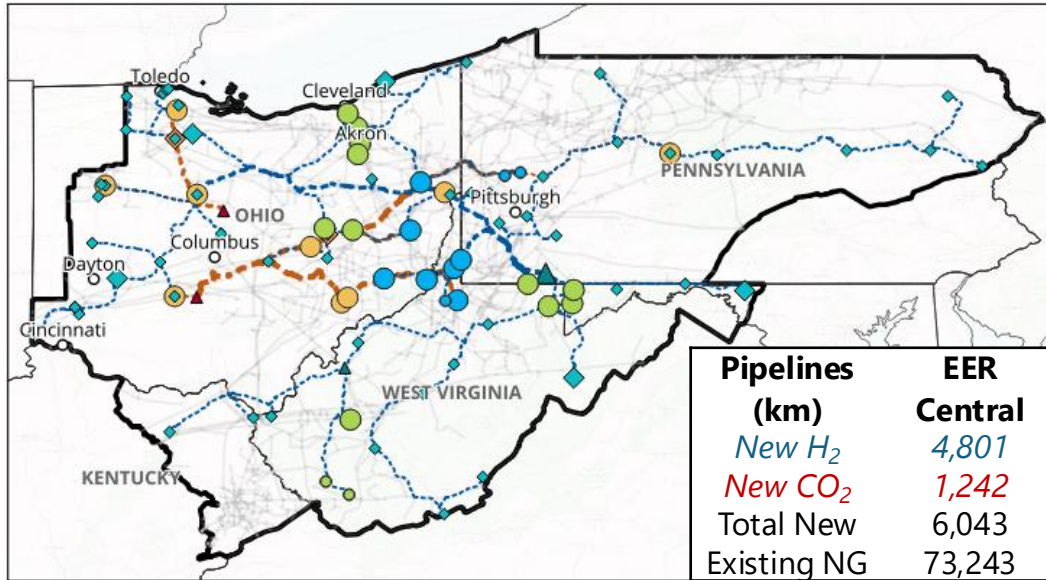 Toledo
Cleveland
Akron
PENNSYLVANIA
Pittsburgh
OHIO
Columbus
Dayton
Cincinnati
WEST VIRGINIA
KENTUCKY
Pipelines EER
(km) Central
New H₂ 4,801
New CO₂ 1,242
Total New 6,043
Existing NG 73,243